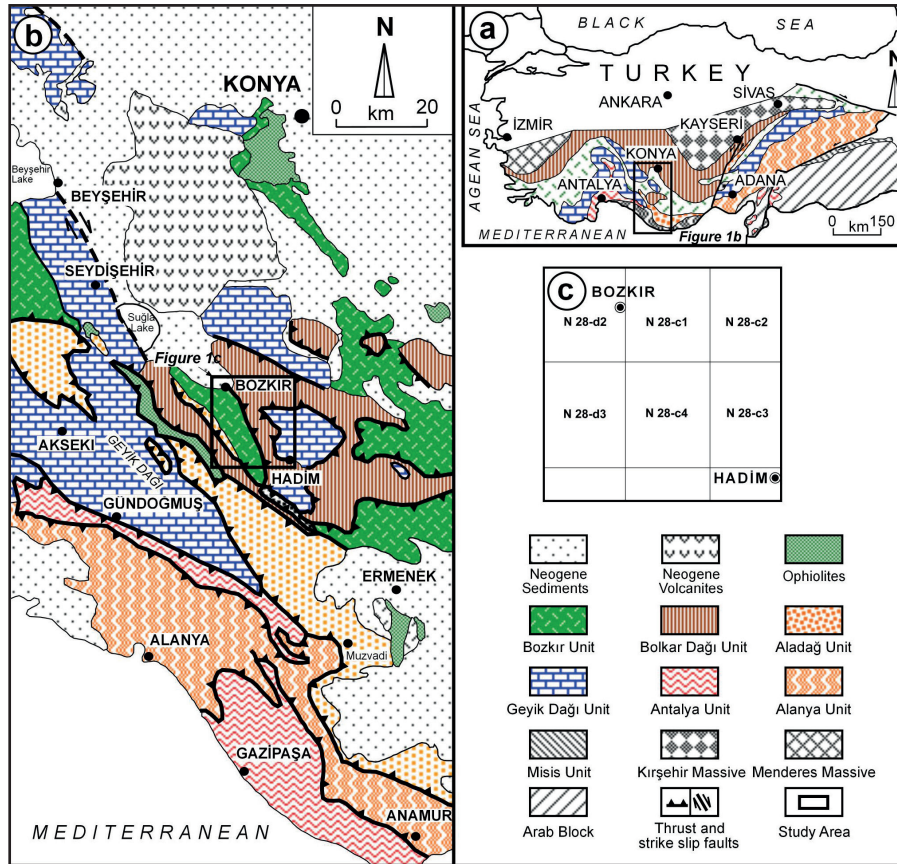 b
N
0 20
km
KONYA
Beyşehir
Lake
BEYŞEHİR
SEYDİŞEHİR
Suğla
Lake
Figure 1c
BOZKIR
AKSEKI
GEYİK DAĞI
HADİM
GÜNDOĞMUŞ
ERMENEK
ALANYA
Muzvadi
GAZİPAŞA
ANAMUR
MEDITERRANEAN
a
BLACK SEA
N
TURKEY
ANKARA
SİVAS
İZMİR
KAYSERİ
KONYA
AGEAN SEA
ANTALYA
ADANA
MEDITERRANEAN
Figure 1b
0 150
km
c
BOZKIR
N 28-d2 N 28-c1 N 28-c2
N 28-d3 N 28-c4 N 28-c3
HADİM
Neogene
Sediments
Neogene
Volcanites
Ophiolites
Bozkır Unit
Bolkar Dağı Unit
Aladağ Unit
Geyik Dağı Unit
Antalya Unit
Alanya Unit
Misis Unit
Kırşehir Massive
Menderes Massive
Arab Block
Thrust and
strike slip faults
Study Area